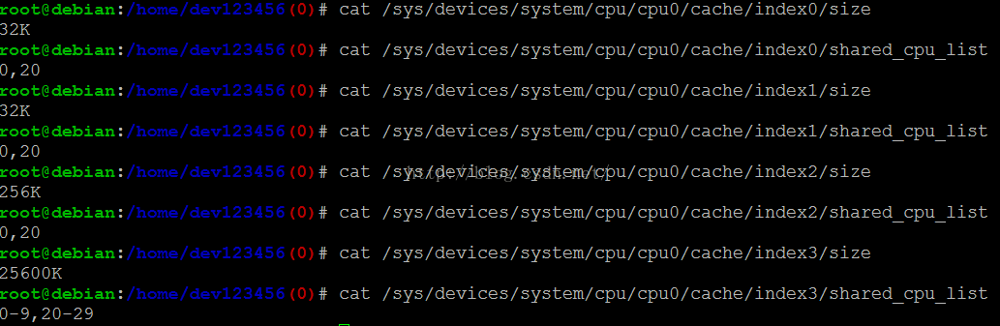 root@debian:/home/dev123456(0)# cat /sys/devices/system/cpu/cpu0/cache/index0/size
32K
root@debian:/home/dev123456(0)# cat /sys/devices/system/cpu/cpu0/cache/index0/shared_cpu_list
0,20
root@debian:/home/dev123456(0)# cat /sys/devices/system/cpu/cpu0/cache/index1/size
32K
root@debian:/home/dev123456(0)# cat /sys/devices/system/cpu/cpu0/cache/index1/shared_cpu_list
0,20
root@debian:/home/dev123456(0)# cat /sys/devices/system/cpu/cpu0/cache/index2/size
http://blog.csdn.net/
256K
root@debian:/home/dev123456(0)# cat /sys/devices/system/cpu/cpu0/cache/index2/shared_cpu_list
0,20
root@debian:/home/dev123456(0)# cat /sys/devices/system/cpu/cpu0/cache/index3/size
25600K
root@debian:/home/dev123456(0)# cat /sys/devices/system/cpu/cpu0/cache/index3/shared_cpu_list
0-9,20-29